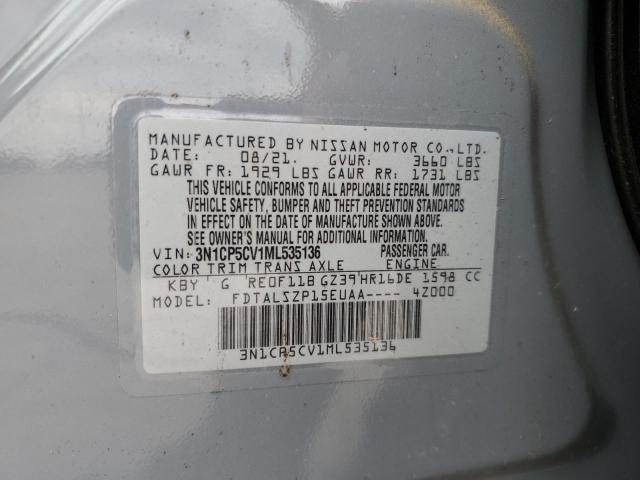 MANUFACTURED BY NISSAN MOTOR CO.,LTD.
DATE: 08/21. GVWR: 3660 LBS
GAWR FR: 1929 LBS GAWR RR: 1731 LBS
THIS VEHICLE CONFORMS TO ALL APPLICABLE FEDERAL MOTOR
VEHICLE SAFETY, BUMPER AND THEFT PREVENTION STANDARDS
IN EFFECT ON THE DATE OF MANUFACTURE SHOWN ABOVE.
SEE OWNER'S MANUAL FOR ADDITIONAL INFORMATION.
VIN: 3N1CP5CV1ML535136 PASSENGER CAR.
COLOR TRIM TRANS AXLE ENGINE
KBY G RE0F11B GZ39 HR16DE 1598 CC
MODEL: FDTALSZP15EUAA---- 4Z000
3N1CP5CV1ML535136